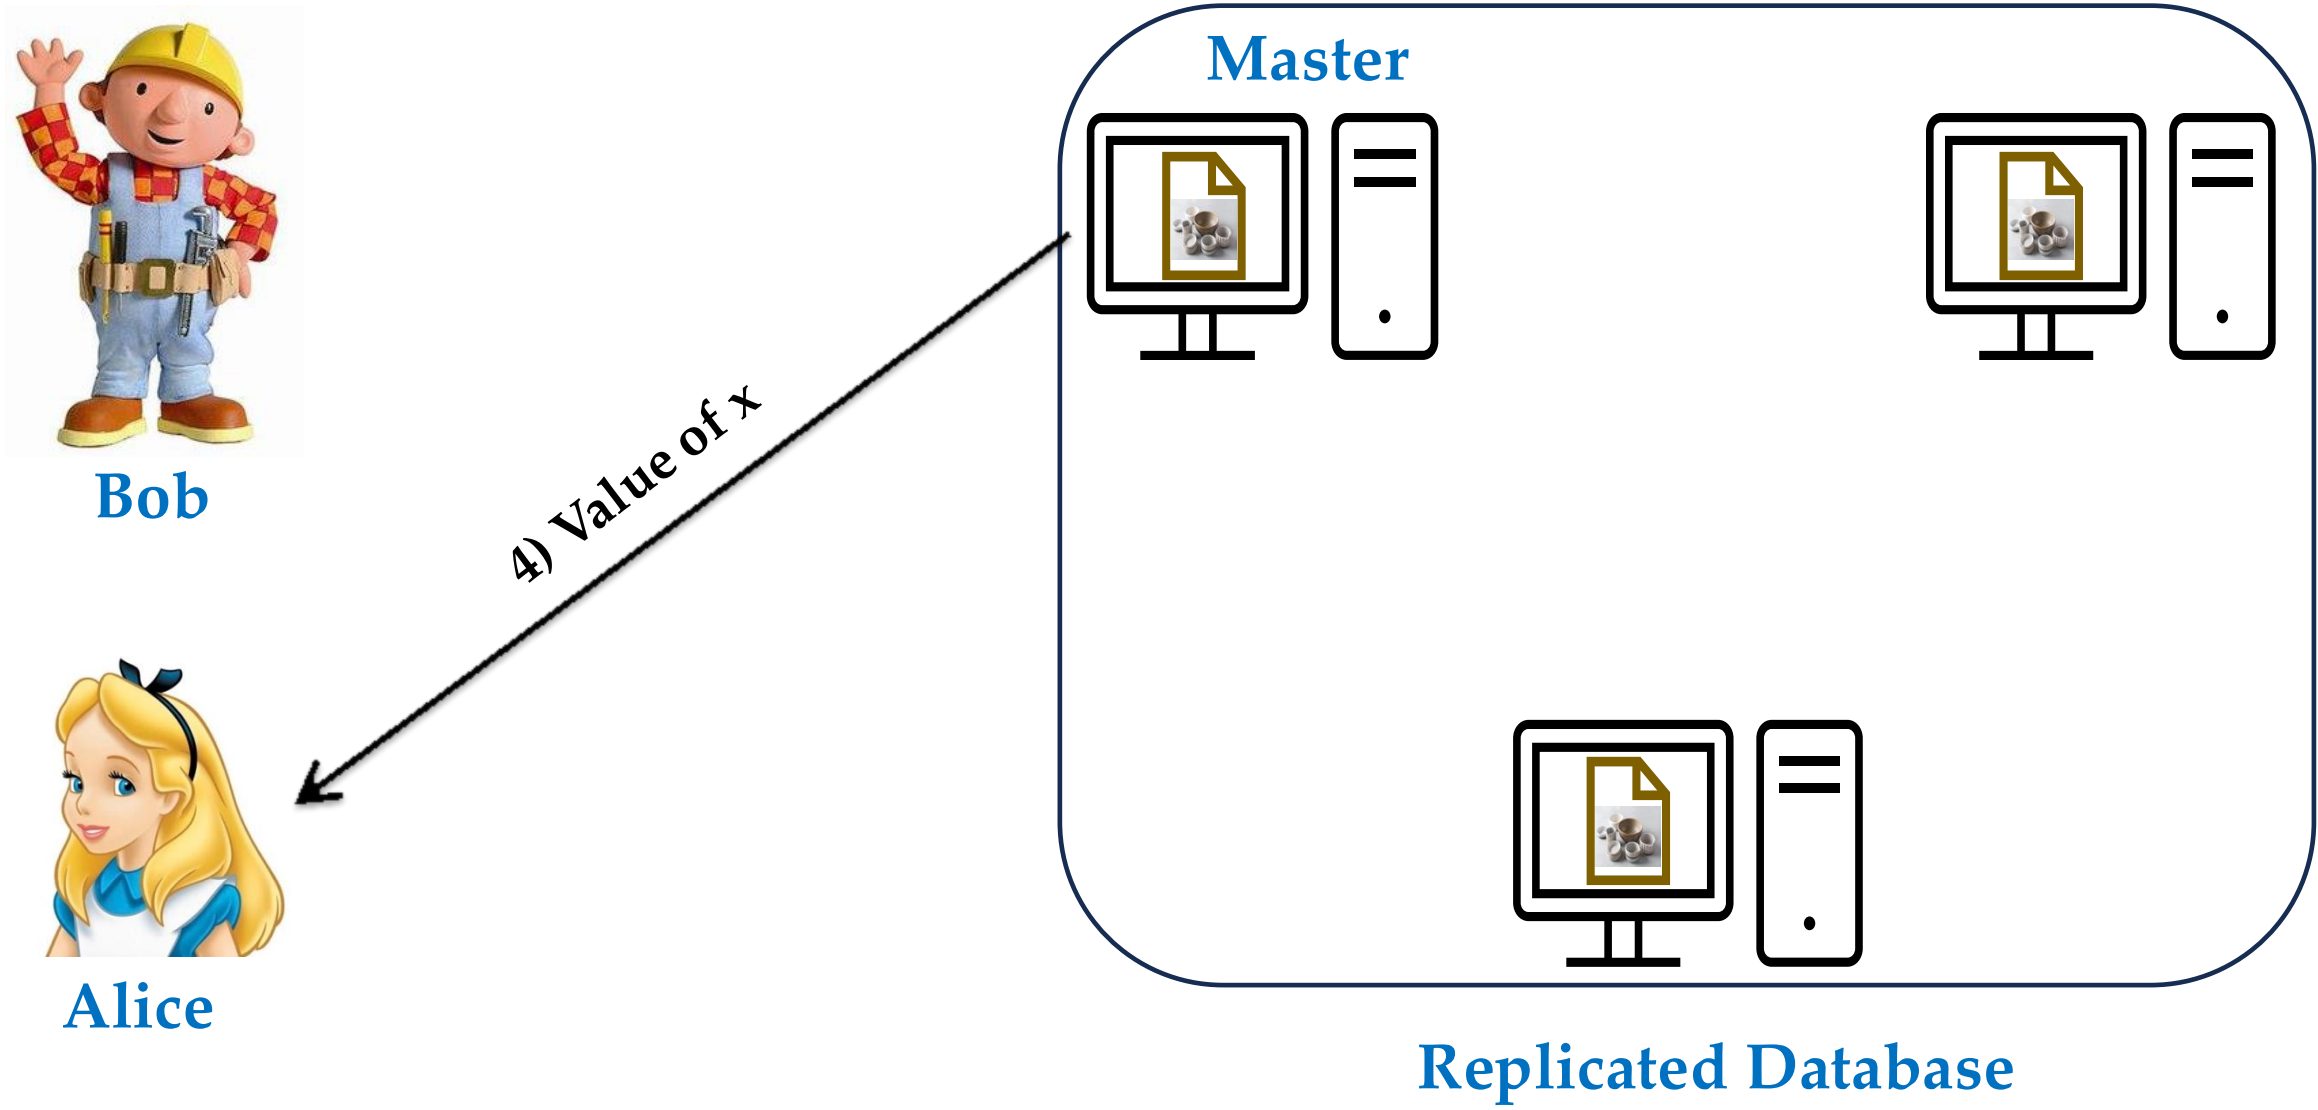 Master
4) Value of x
Bob
Alice
Replicated Database